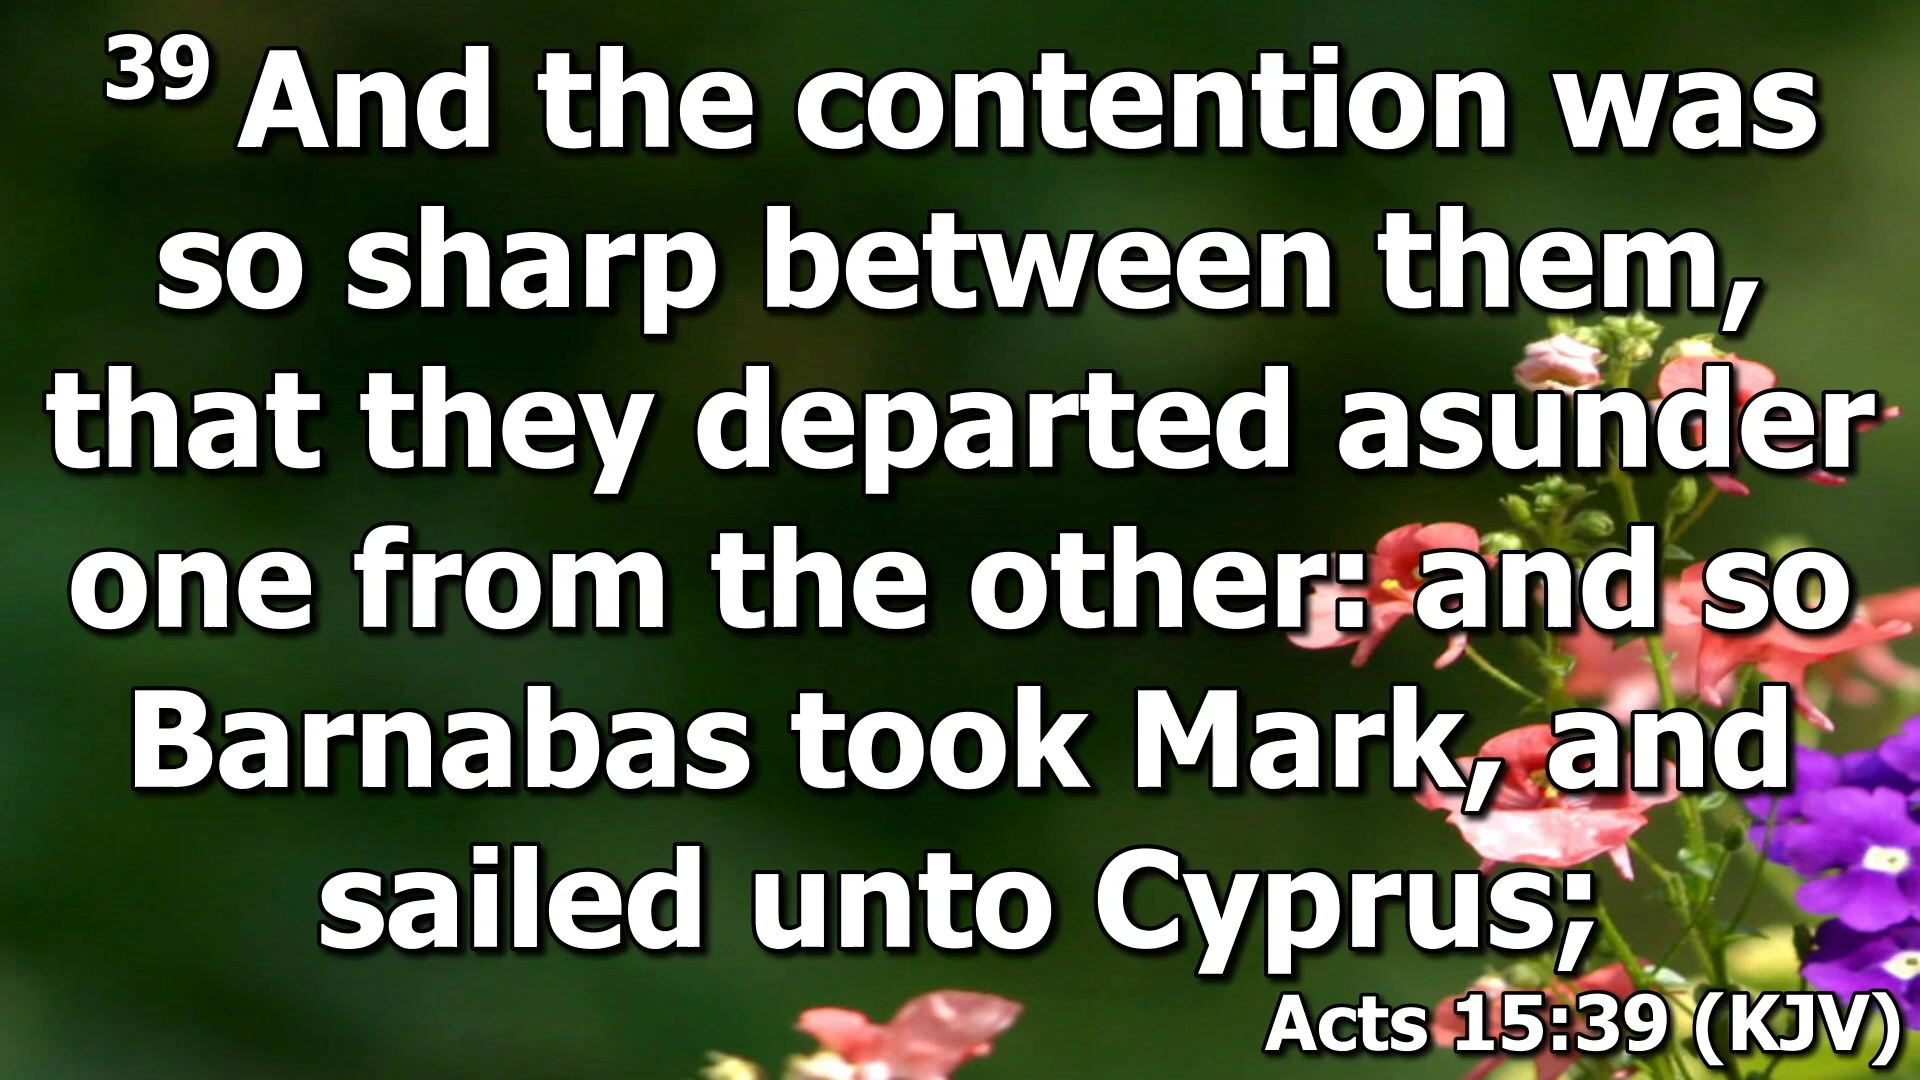 39 And the contention was
so sharp between them,
that they departed asunder
one from the other: and so
Barnabas took Mark, and
sailed unto Cyprus;
Acts 15:39 (KJV)